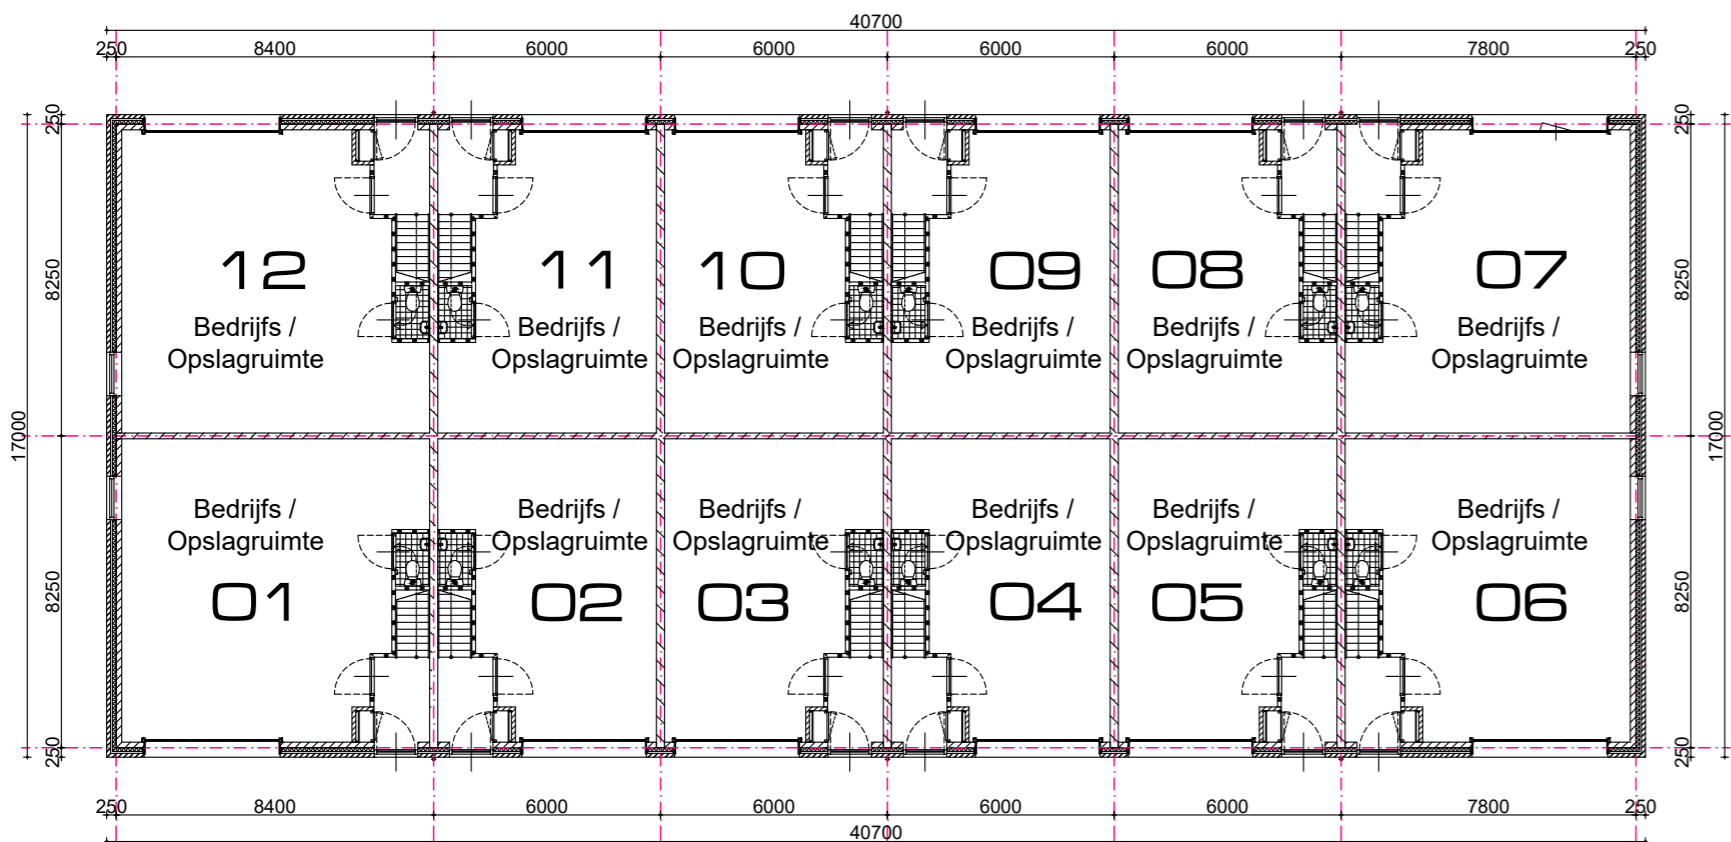 40700
250 8400 6000 6000 6000 6000 7800 250
250 250
12 11 10 09 08 07
8250 8250
Bedrijfs / Bedrijfs / Bedrijfs / Bedrijfs / Bedrijfs / Bedrijfs /
Opslagruimte Opslagruimte Opslagruimte Opslagruimte Opslagruimte Opslagruimte
17000 17000
Bedrijfs / Bedrijfs / Bedrijfs / Bedrijfs / Bedrijfs / Bedrijfs /
Opslagruimte Opslagruimte Opslagruimte Opslagruimte Opslagruimte Opslagruimte
8250 8250
01 02 03 04 05 06
250 250
250 8400 6000 6000 6000 6000 7800 250
40700